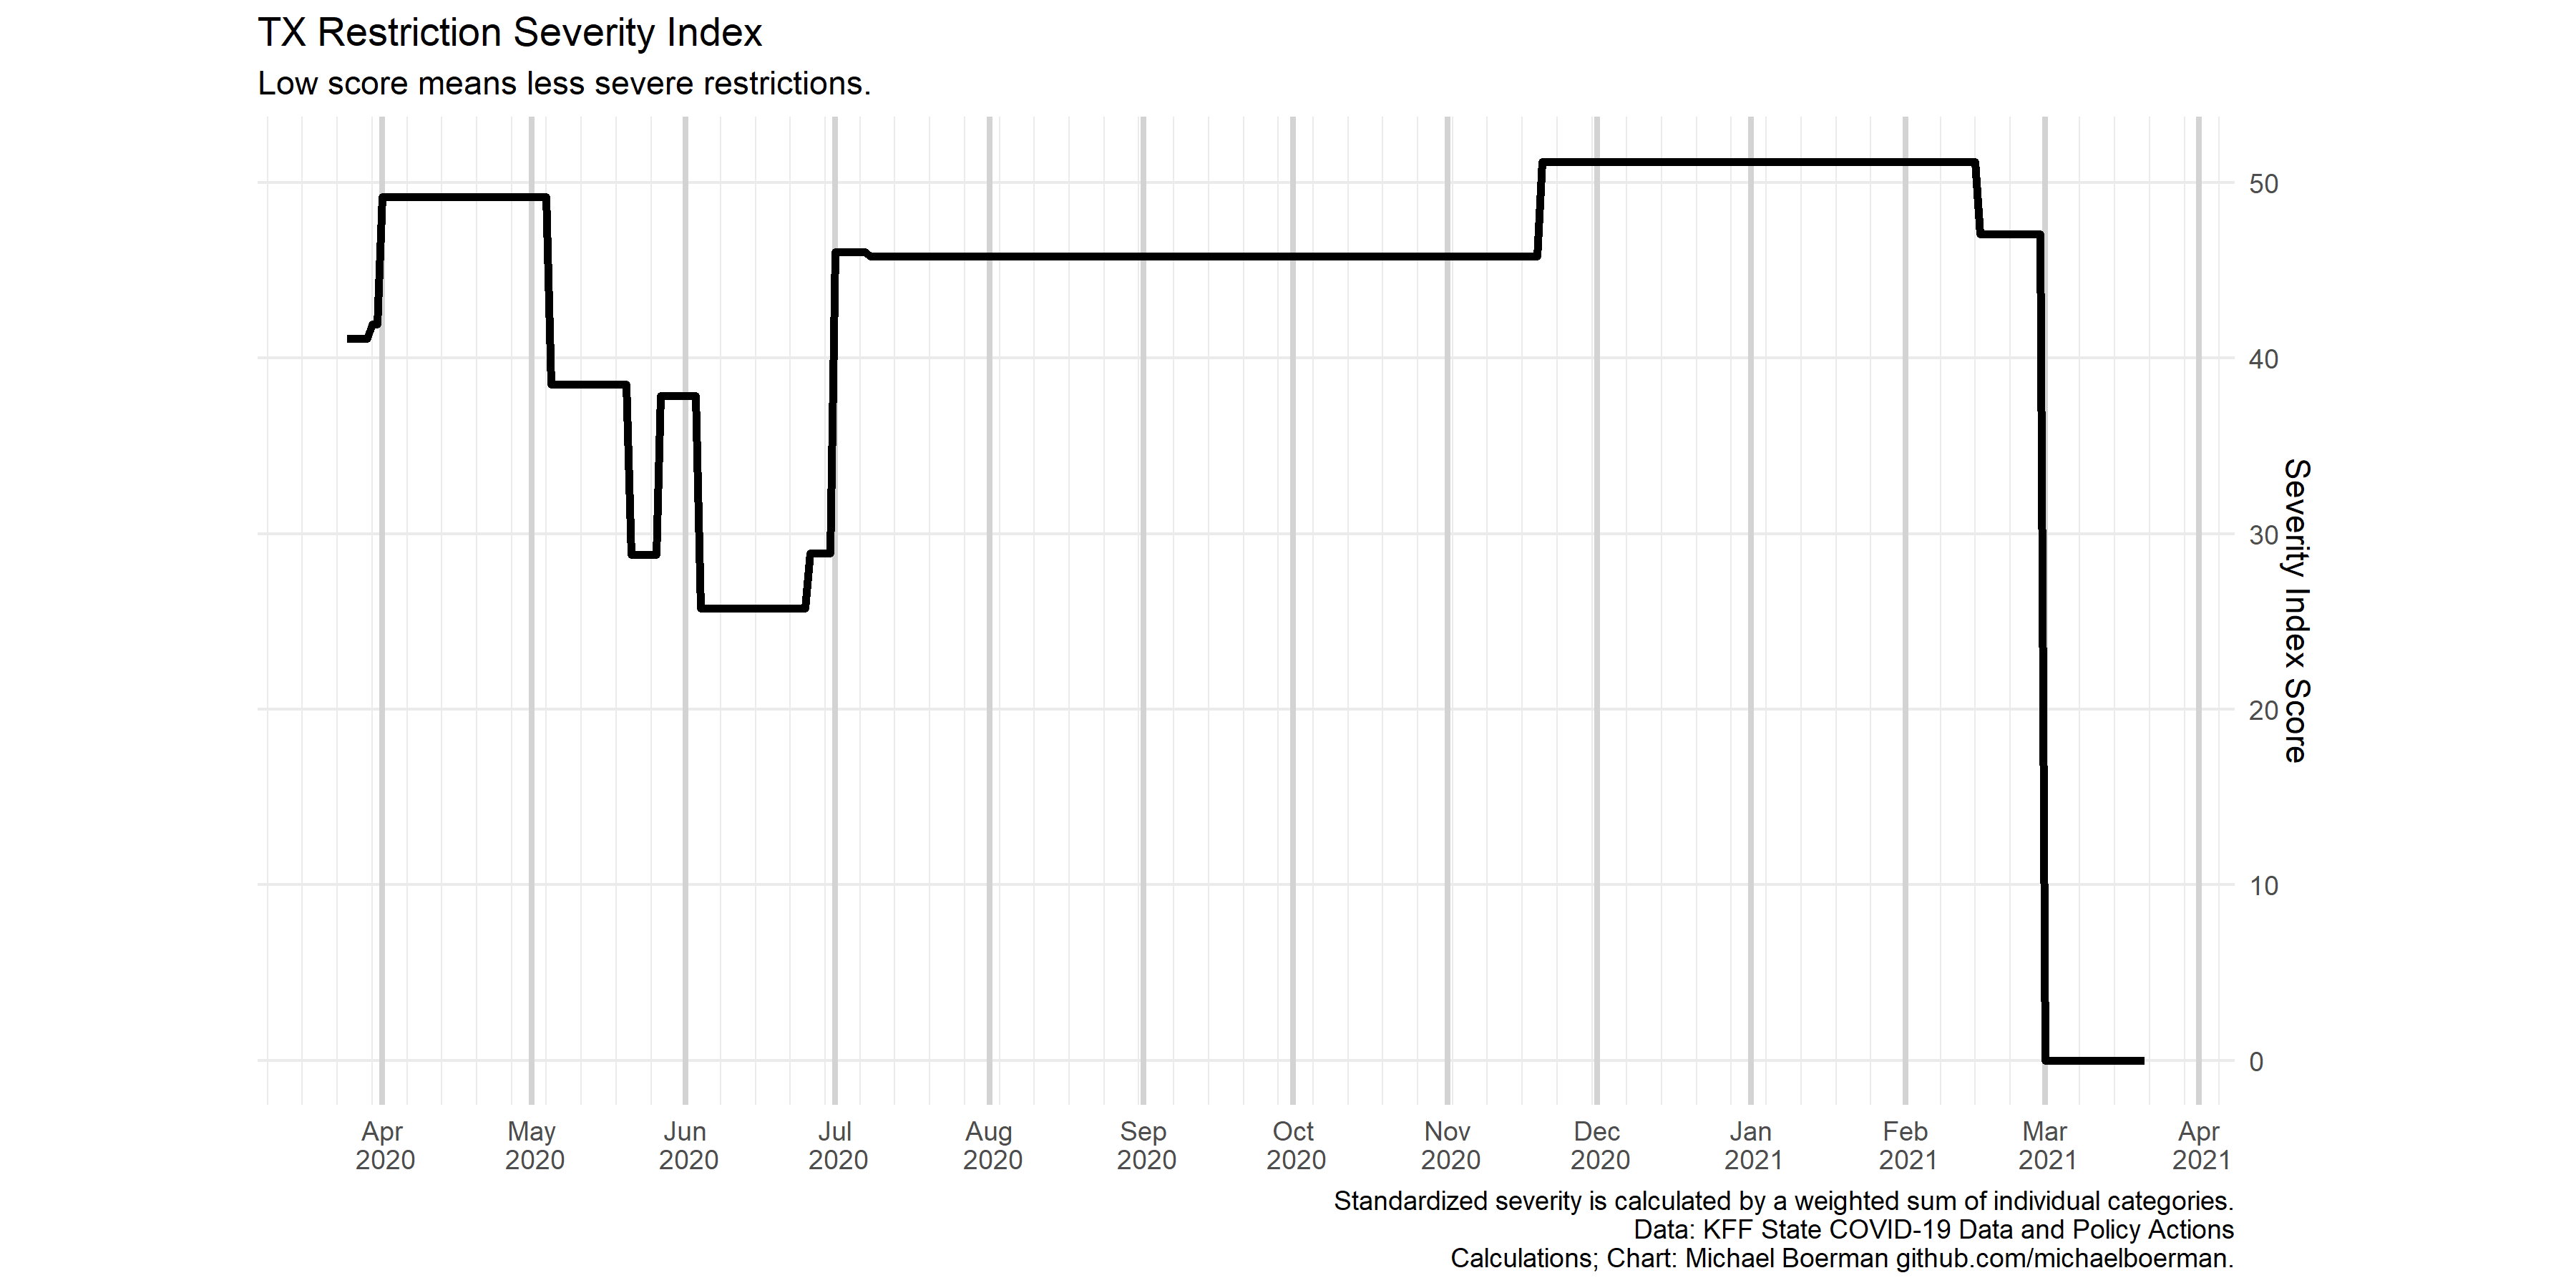 TX Restriction Severity Index
Low score means less severe restrictions.
50
40
30
20
10
0
Severity Index Score
Apr
2020
May
2020
Jun
2020
Jul
2020
Aug
2020
Sep
2020
Oct
2020
Nov
2020
Dec
2020
Jan
2021
Feb
2021
Mar
2021
Apr
2021
Standardized severity is calculated by a weighted sum of individual categories.
Data: KFF State COVID-19 Data and Policy Actions
Calculations; Chart: Michael Boerman github.com/michaelboerman.